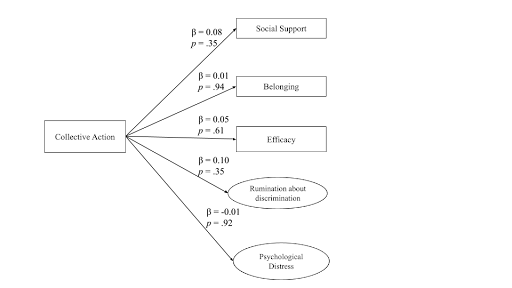 β = 0.08
p = .35
Social Support
β = 0.01
p = .94
Belonging
Collective Action
β = 0.05
p = .61
Efficacy
β = 0.10
p = .35
Rumination about
discrimination
β = -0.01
p = .92
Psychological
Distress